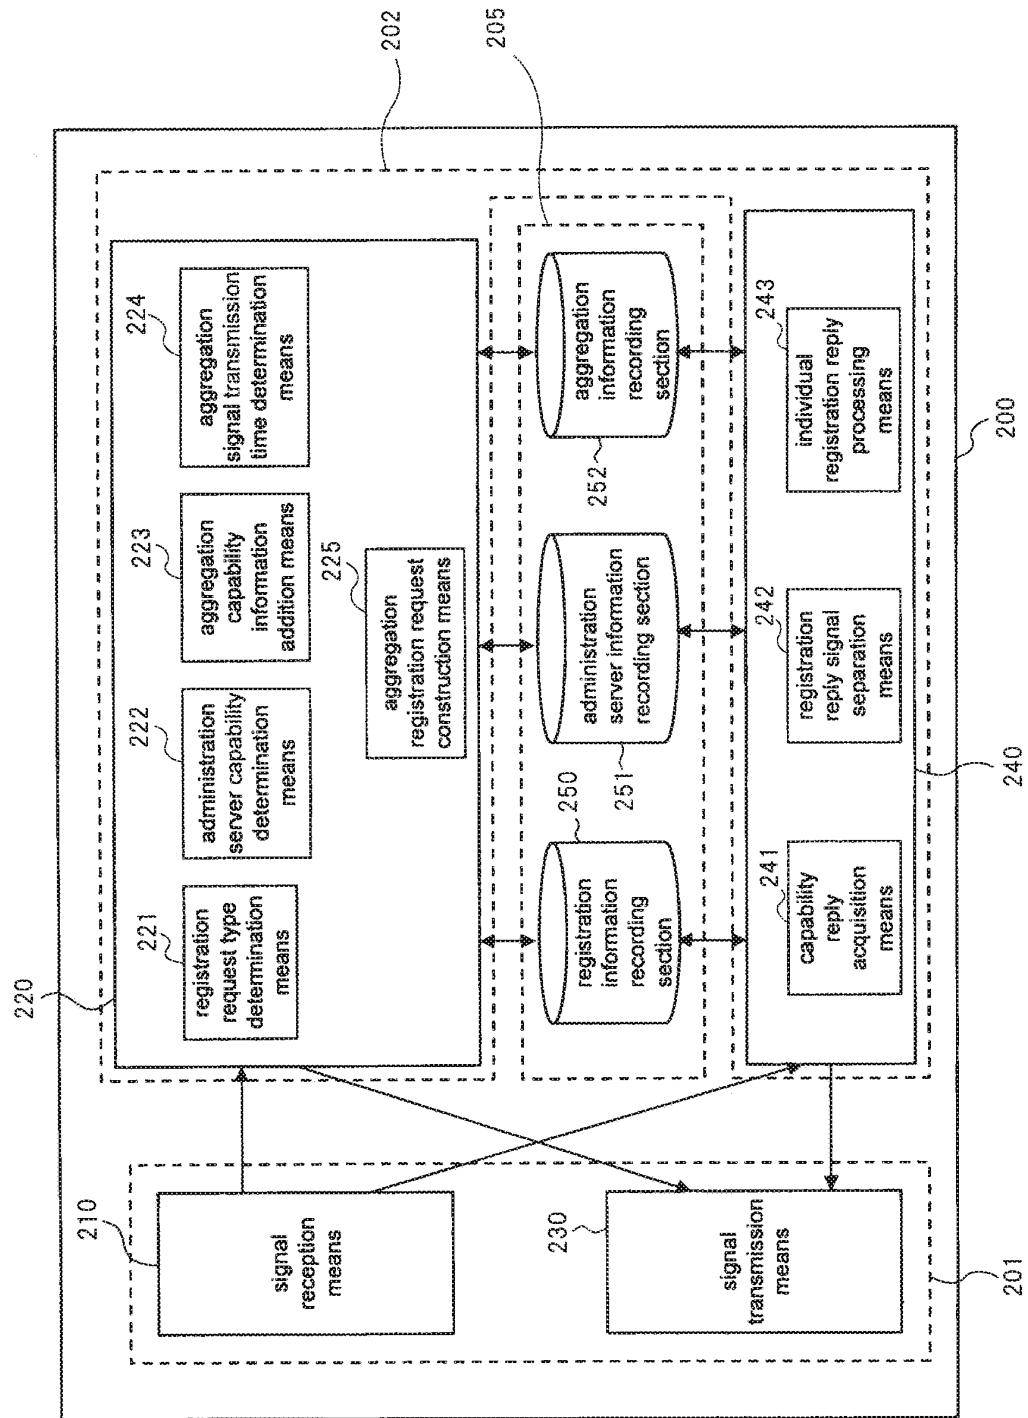 202
205
220
221
registration
request type
determination
means
222
administration
server capability
determination
means
223
aggregation
capability
information
addition means
224
aggregation
signal transmission
time determination
means
225
aggregation
registration request
construction means
210
signal
reception
means
230
signal
transmission
means
201
250
registration
information
recording
section
251
administration
server information
recording section
252
aggregation
information
recording
section
241
capability
reply
acquisition
means
242
registration
reply signal
separation
means
243
individual
registration reply
processing
means
240
200